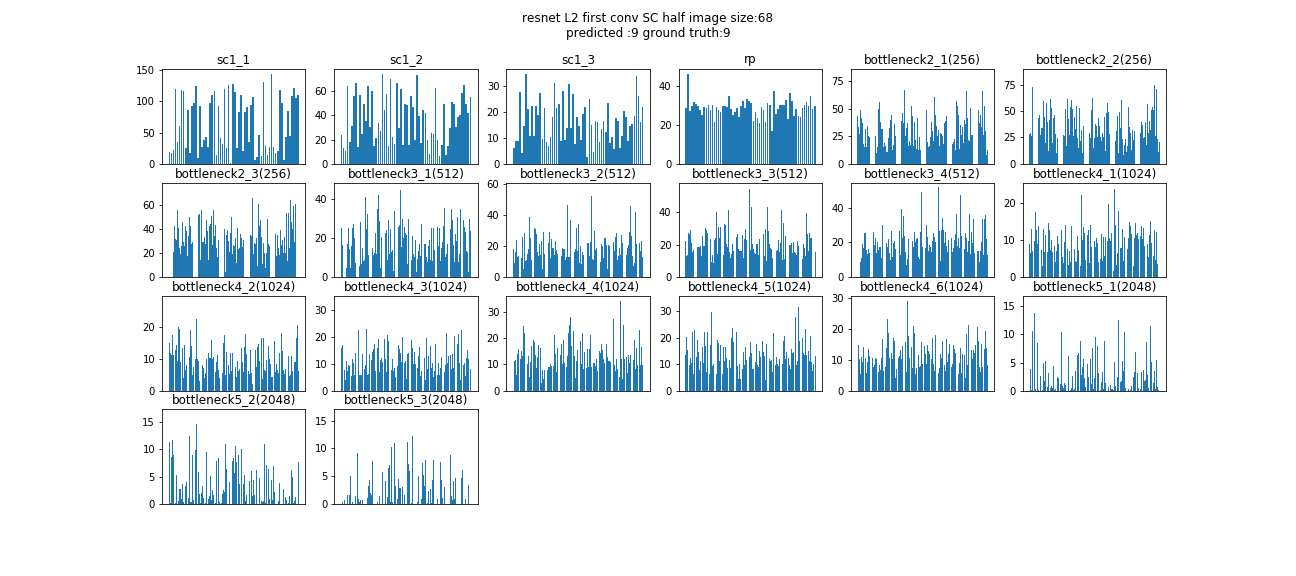 resnet L2 first conv SC half image size:68
predicted :9 ground truth:9
sc1_1 sc1_2 sc1_3 rp bottleneck2_1(256) bottleneck2_2(256)
150 60 30 40 80 75
100 40 20 20 60 50
50 20 10 0 40 25
0 0 0 20 0
0
bottleneck2_3(256) bottleneck3_1(512) bottleneck3_2(512) bottleneck3_3(512) bottleneck3_4(512) bottleneck4_1(1024)
60 40 60 40 40 20
40 20 40 20 20 10
20 0 20 0 0 0
0 0
bottleneck4_2(1024) bottleneck4_3(1024) bottleneck4_4(1024) bottleneck4_5(1024) bottleneck4_6(1024) bottleneck5_1(2048)
20 30 30 30 30 15
10 20 20 20 20 10
0 10 10 10 10 5
0 0 0 0 0
bottleneck5_2(2048) bottleneck5_3(2048)
15 15
10 10
5 5
0 0